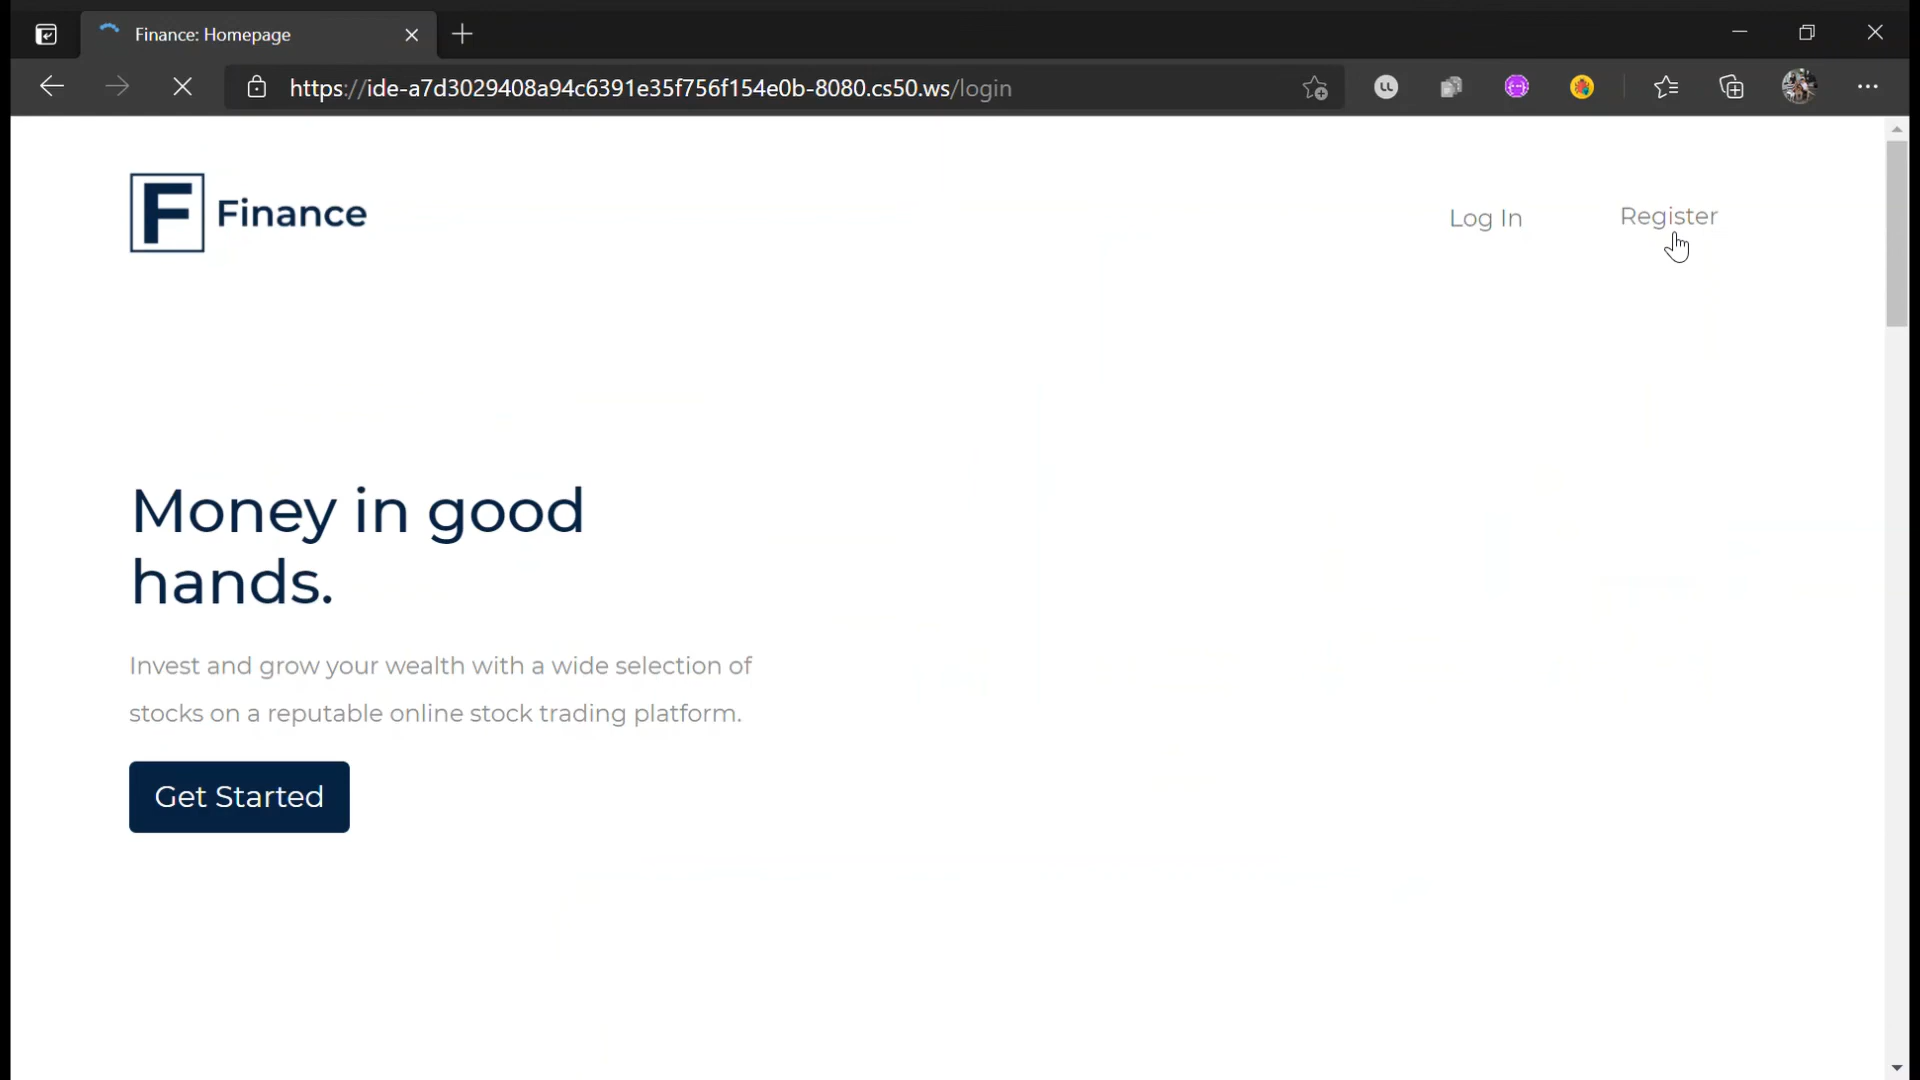 Finance: Homepage
https://ide-a7d3029408a94c6391e35f756f154e0b-8080.cs50.ws/login
F Finance
Log In
Register
Money in good
hands.
Invest and grow your wealth with a wide selection of
stocks on a reputable online stock trading platform.
Get Started